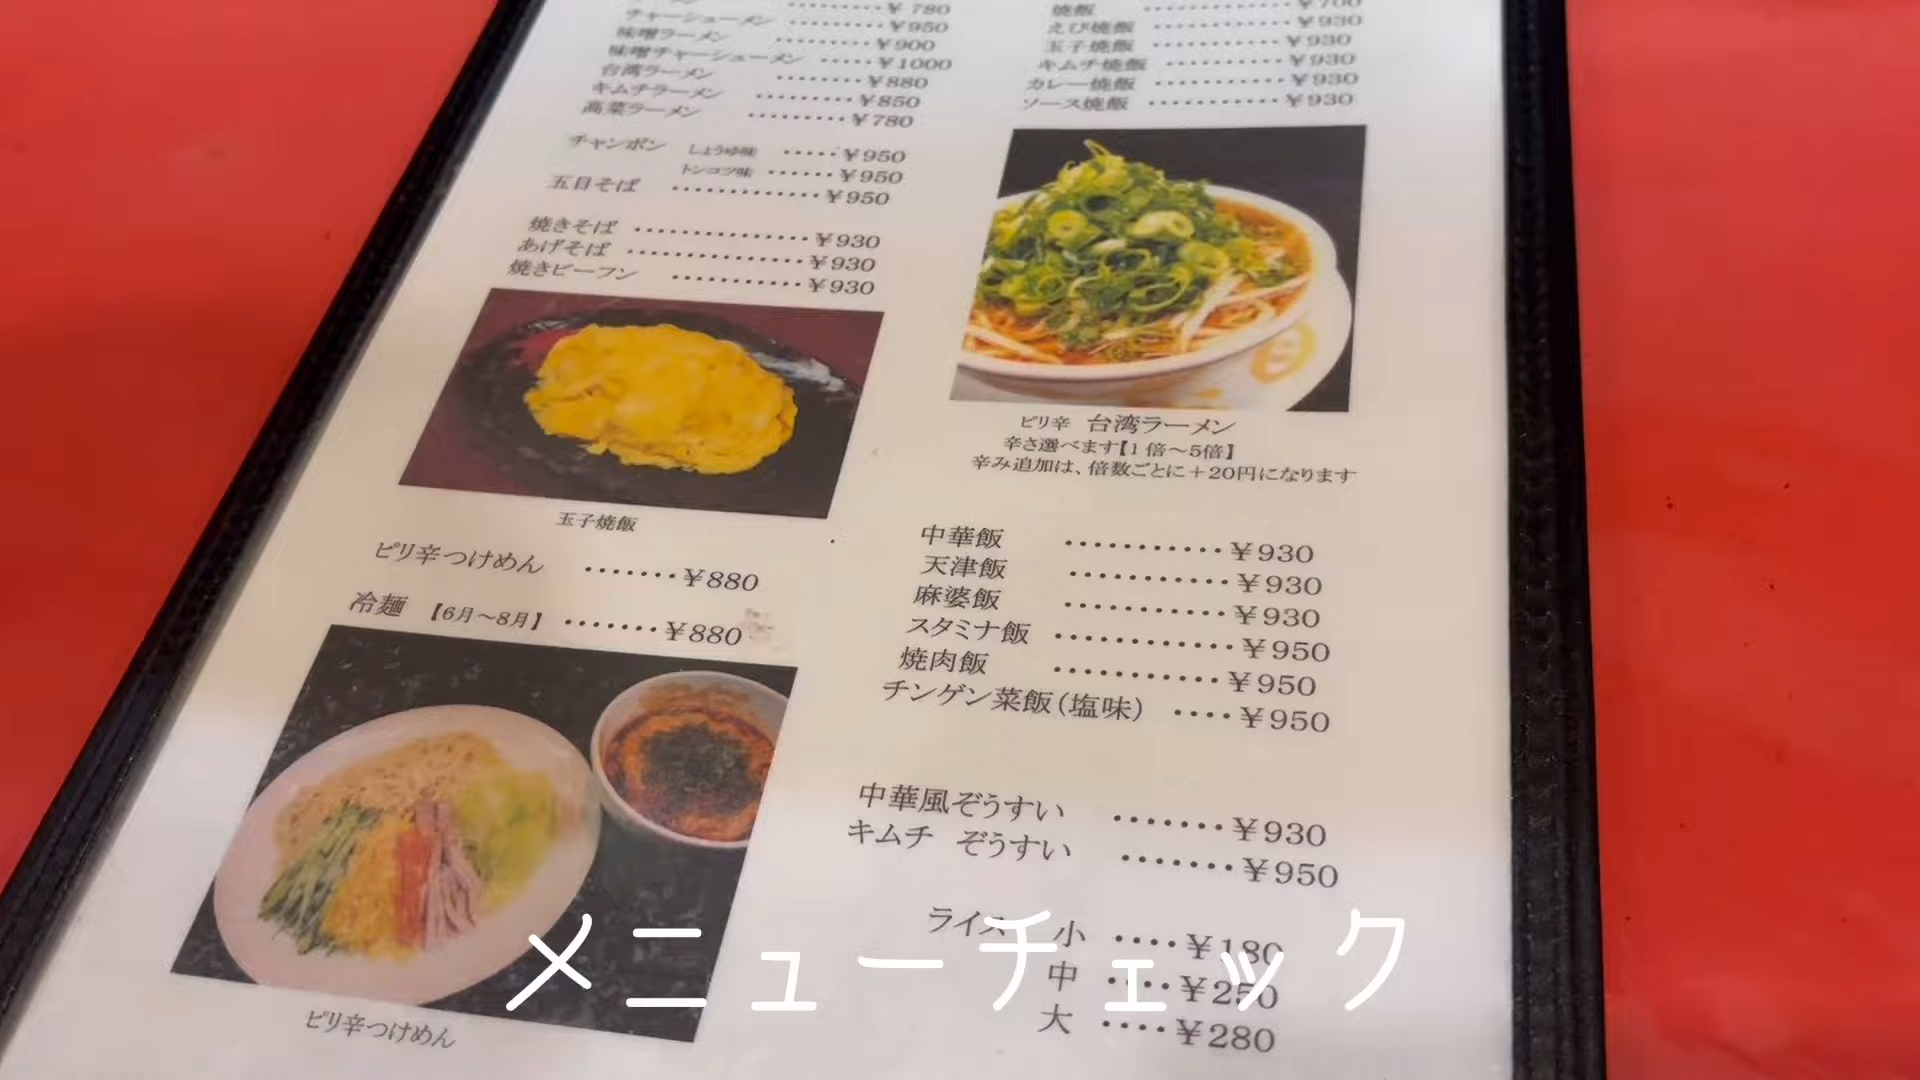 ‥‥‥‥‥￥780
チャーシューメン ‥‥‥‥‥￥950
味噌ラーメン ‥‥‥‥‥￥900
味噌チャーシューメン ‥‥‥￥1000
台湾ラーメン ‥‥‥‥‥￥880
キムチラーメン ‥‥‥‥‥￥850
高菜ラーメン ‥‥‥‥‥￥780
チャンポン しょうゆ味 ‥‥‥￥950
トンコツ味 ‥‥‥￥950
五目そば ‥‥‥‥‥‥‥￥950
焼きそば ‥‥‥‥‥‥‥‥￥930
あげそば ‥‥‥‥‥‥‥‥￥930
焼きビーフン ‥‥‥‥‥‥￥930
玉子焼飯
ピリ辛つけめん ‥‥‥‥￥880
冷麺 【6月～8月】 ‥‥‥‥￥880
ピリ辛つけめん
焼飯 ‥‥‥‥‥‥￥700
えび焼飯 ‥‥‥‥‥‥￥930
玉子焼飯 ‥‥‥‥‥‥￥930
キムチ焼飯 ‥‥‥‥‥‥￥930
カレー焼飯 ‥‥‥‥‥‥￥930
ソース焼飯 ‥‥‥‥‥‥￥930
ピリ辛 台湾ラーメン
辛さ選べます【1倍～5倍】
辛み追加は、倍数ごとに＋20円になります
中華飯 ‥‥‥‥‥‥￥930
天津飯 ‥‥‥‥‥‥￥930
麻婆飯 ‥‥‥‥‥‥￥930
スタミナ飯 ‥‥‥‥‥‥￥950
焼肉飯 ‥‥‥‥‥‥￥950
チンゲン菜飯（塩味） ‥‥￥950
中華風ぞうすい ‥‥‥‥￥930
キムチ ぞうすい ‥‥‥‥￥950
ライス 小 ‥‥￥180
中 ‥‥￥250
大 ‥‥￥280
メニューチェック